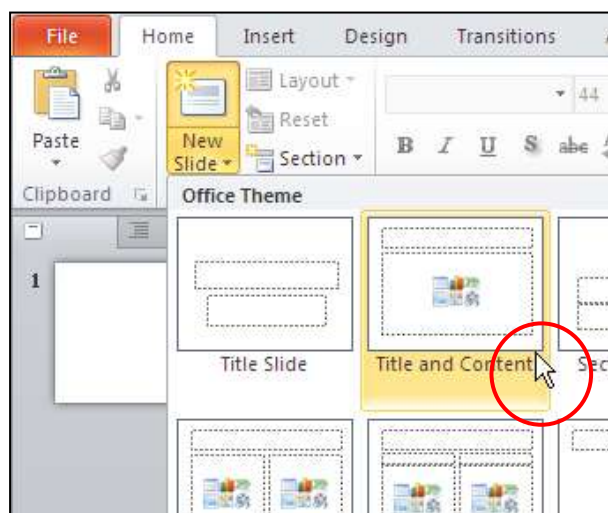 File Home Insert Design Transitions
Layout
Reset
Section
Paste
New
Slide
44
B I U S abc
Clipboard
Office Theme
1
Title Slide Title and Content Sec